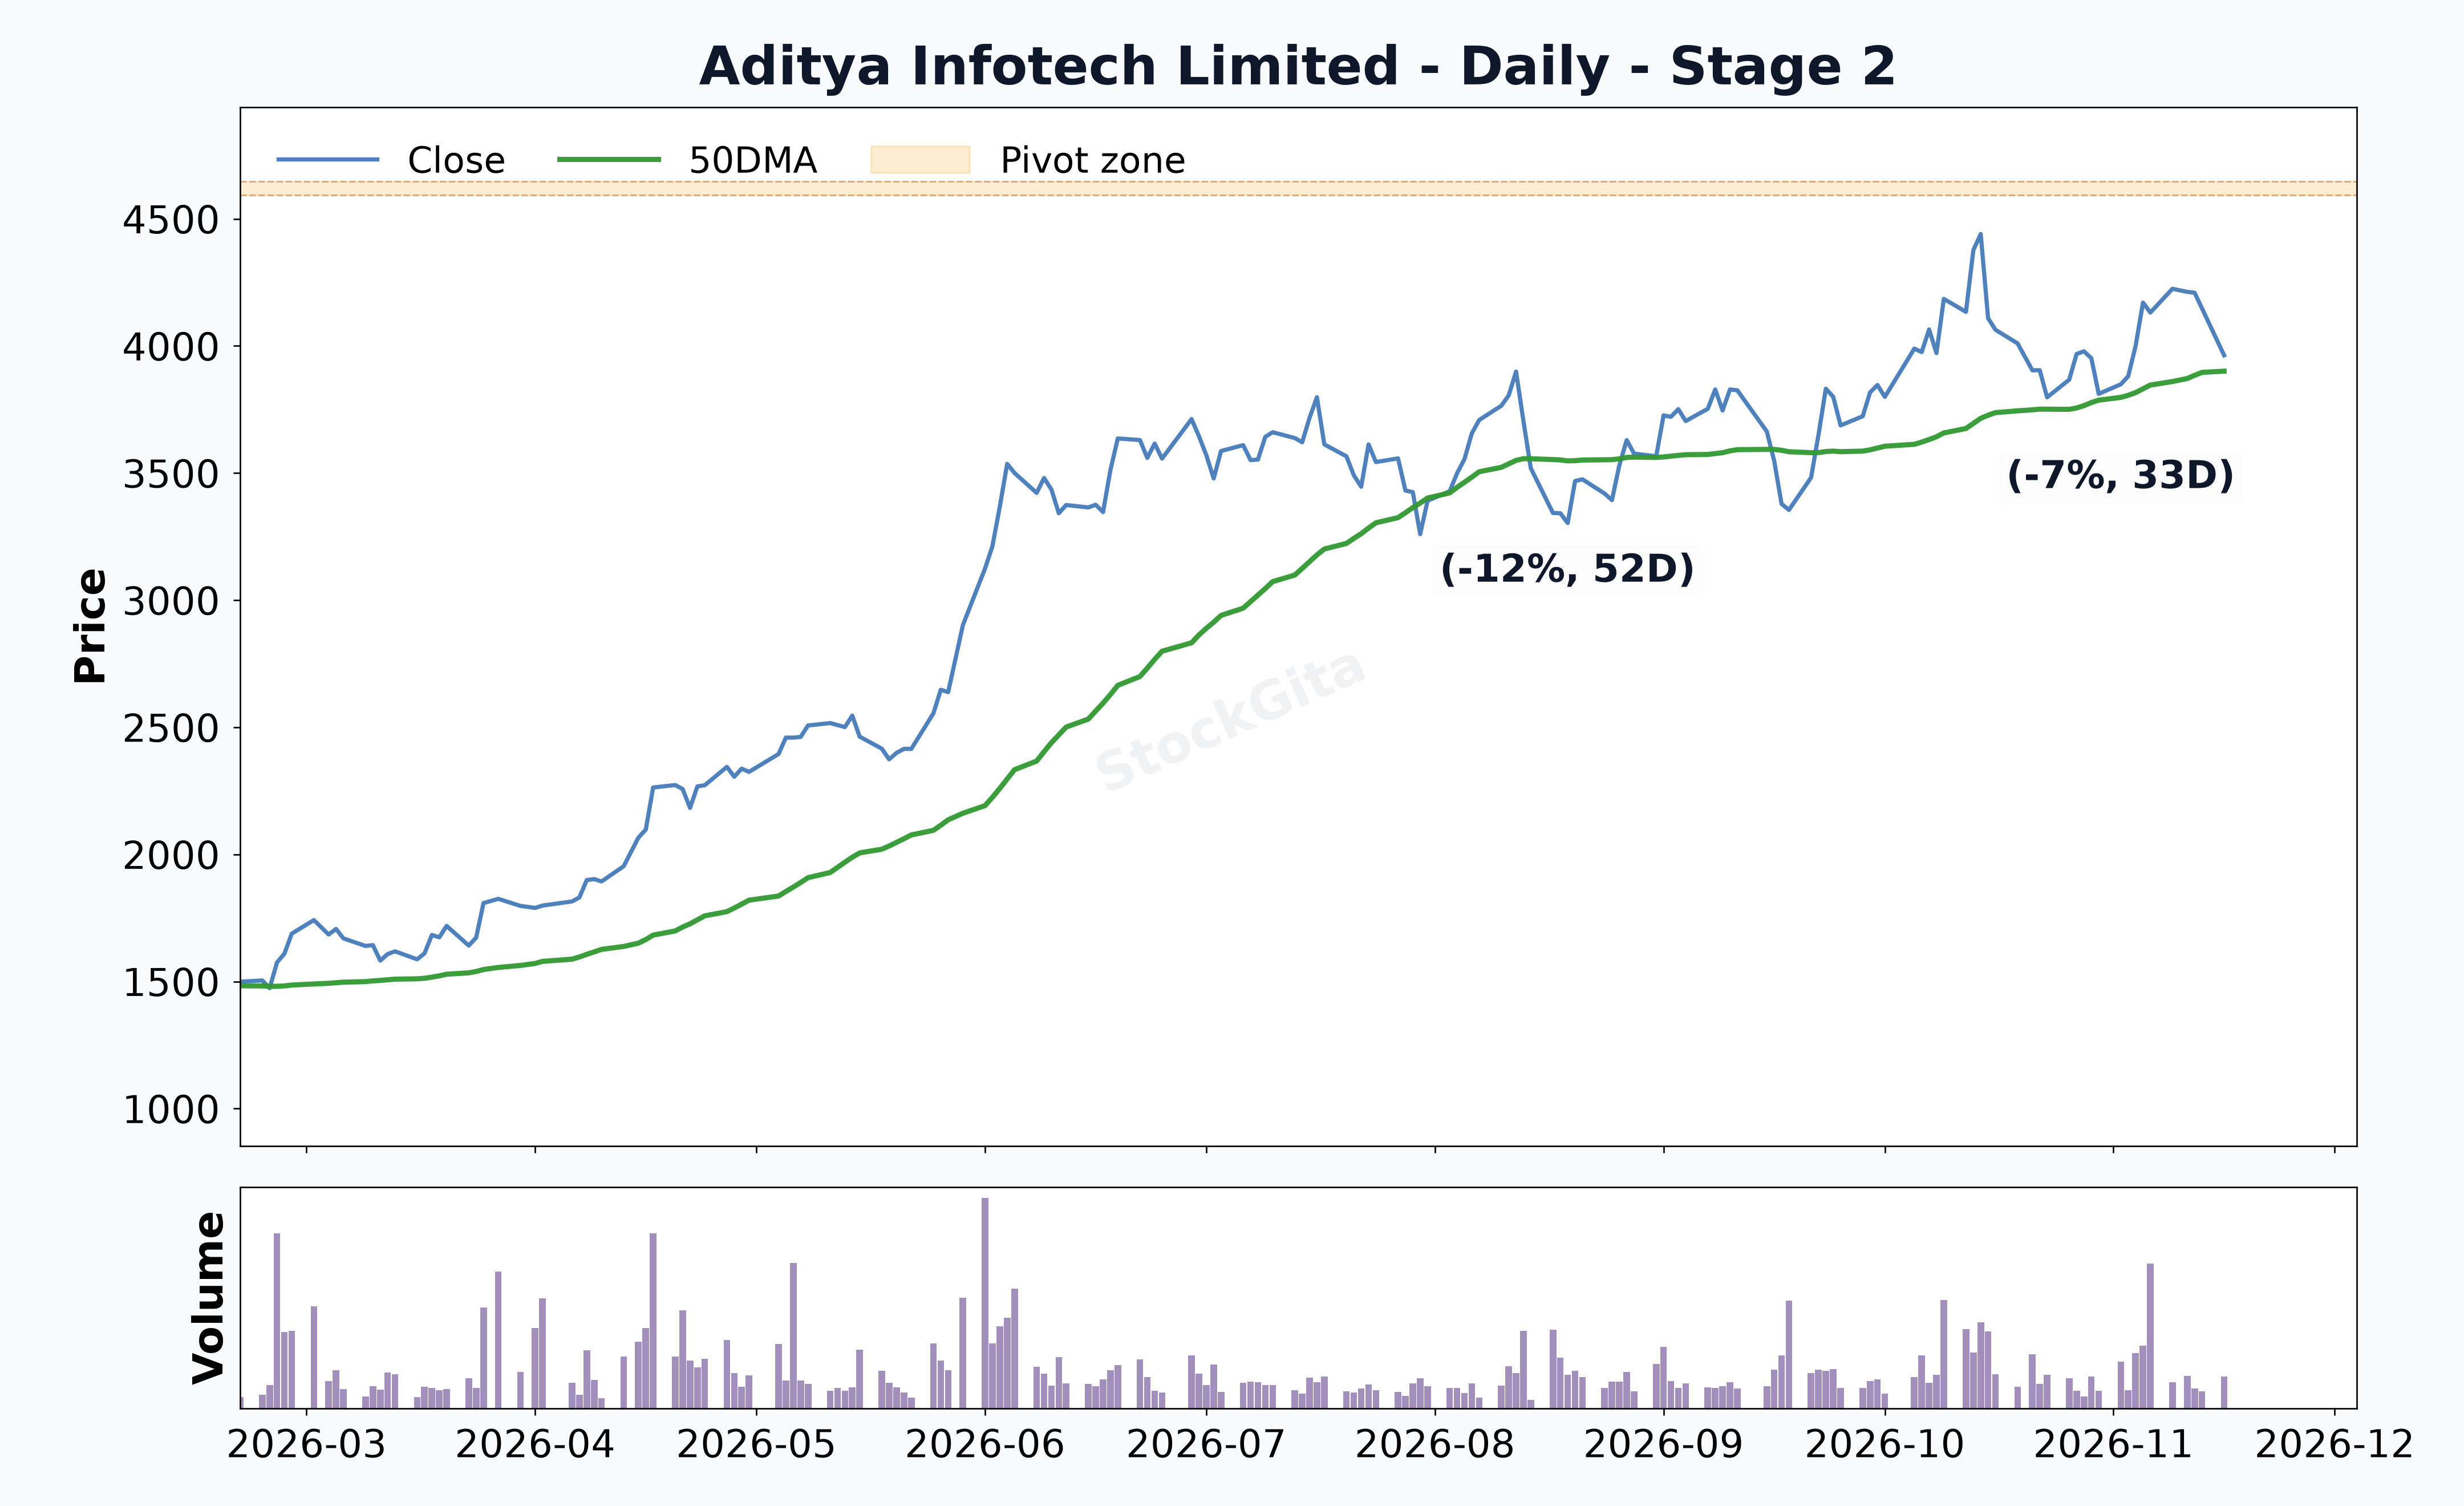 Aditya Infotech Limited - Daily - Stage 2
Close
50DMA
Pivot zone
Price
4500
4000
3500
3000
2500
2000
1500
1000
(-7%, 33D)
(-12%, 52D)
StockGita
Volume
2026-03
2026-04
2026-05
2026-06
2026-07
2026-08
2026-09
2026-10
2026-11
2026-12